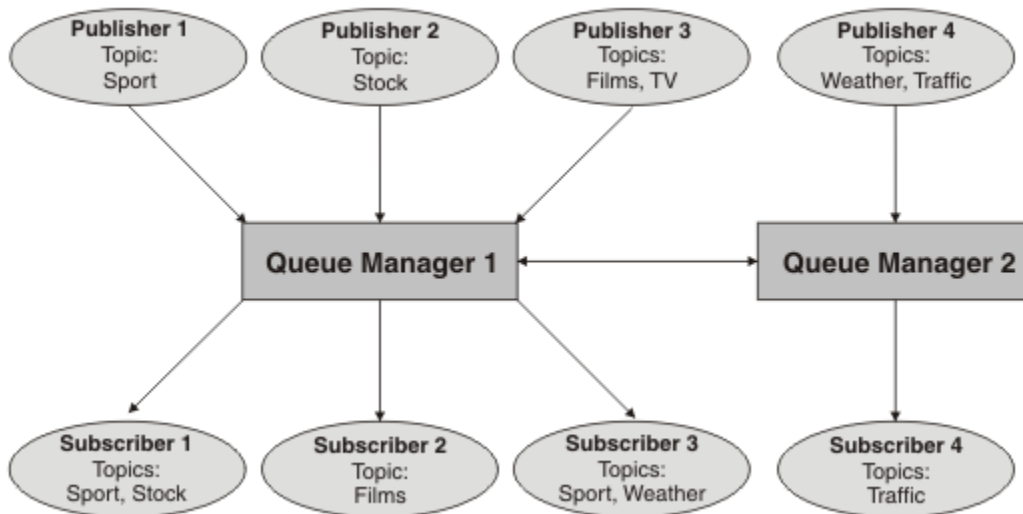 Publisher 1
Topic:
Sport
Publisher 2
Topic:
Stock
Publisher 3
Topics:
Films, TV
Publisher 4
Topics:
Weather, Traffic
Queue Manager 1
Queue Manager 2
Subscriber 1
Topics:
Sport, Stock
Subscriber 2
Topic:
Films
Subscriber 3
Topics:
Sport, Weather
Subscriber 4
Topics:
Traffic